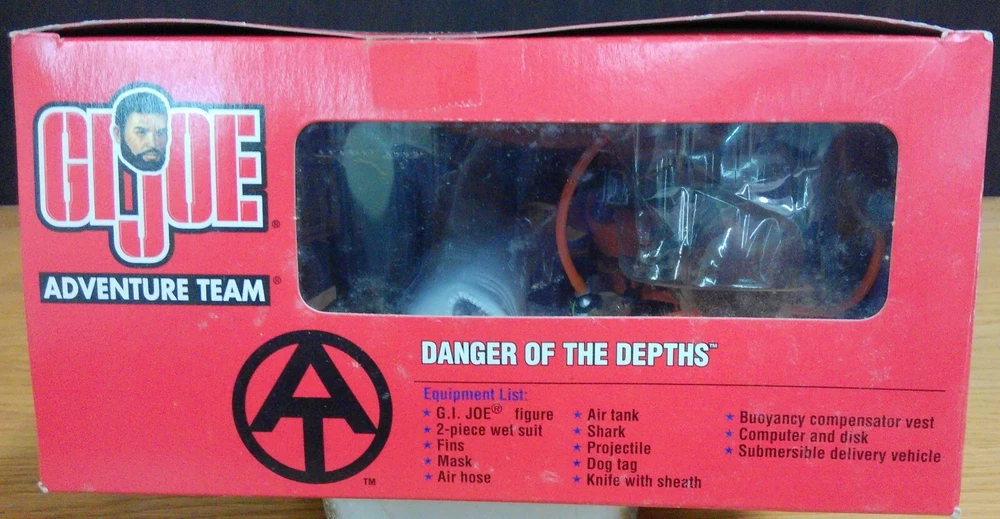 GI JOE®
ADVENTURE TEAM®
AT™
DANGER OF THE DEPTHS™
Equipment List:
★ G.I. JOE® figure
★ 2-piece wet suit
★ Fins
★ Mask
★ Air hose
★ Air tank
★ Shark
★ Projectile
★ Dog tag
★ Knife with sheath
★ Buoyancy compensator vest
★ Computer and disk
★ Submersible delivery vehicle